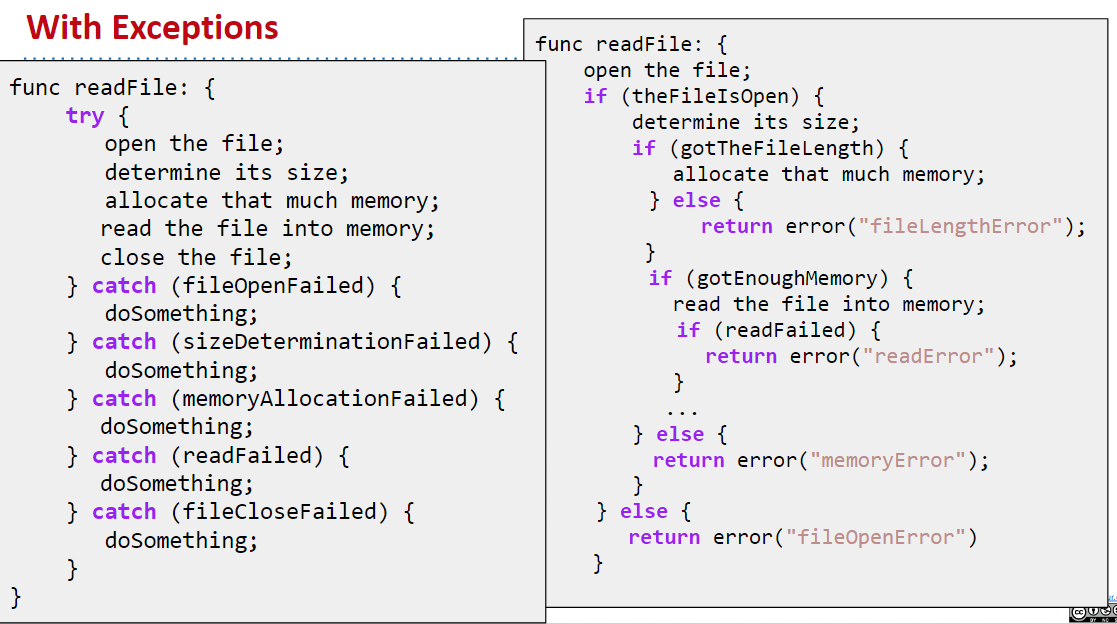 With Exceptions
func readFile: {
try {
open the file;
determine its size;
allocate that much memory;
read the file into memory;
close the file;
} catch (fileOpenFailed) {
doSomething;
} catch (sizeDeterminationFailed) {
doSomething;
} catch (memoryAllocationFailed) {
doSomething;
} catch (readFailed) {
doSomething;
} catch (fileCloseFailed) {
doSomething;
}
}
func readFile: {
open the file;
if (theFileIsOpen) {
determine its size;
if (gotTheFileLength) {
allocate that much memory;
} else {
return error("fileLengthError");
}
if (gotEnoughMemory) {
read the file into memory;
if (readFailed) {
return error("readError");
}
...
} else {
return error("memoryError");
}
} else {
return error("fileOpenError")
}
cc
BY NC